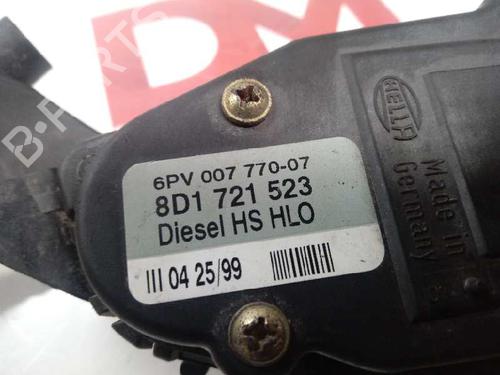 DM
B-PARTS
HELLA
Made in
Germany
6PV 007 770-07
8D1 721 523
Diesel HS HLO
III 04 25/99